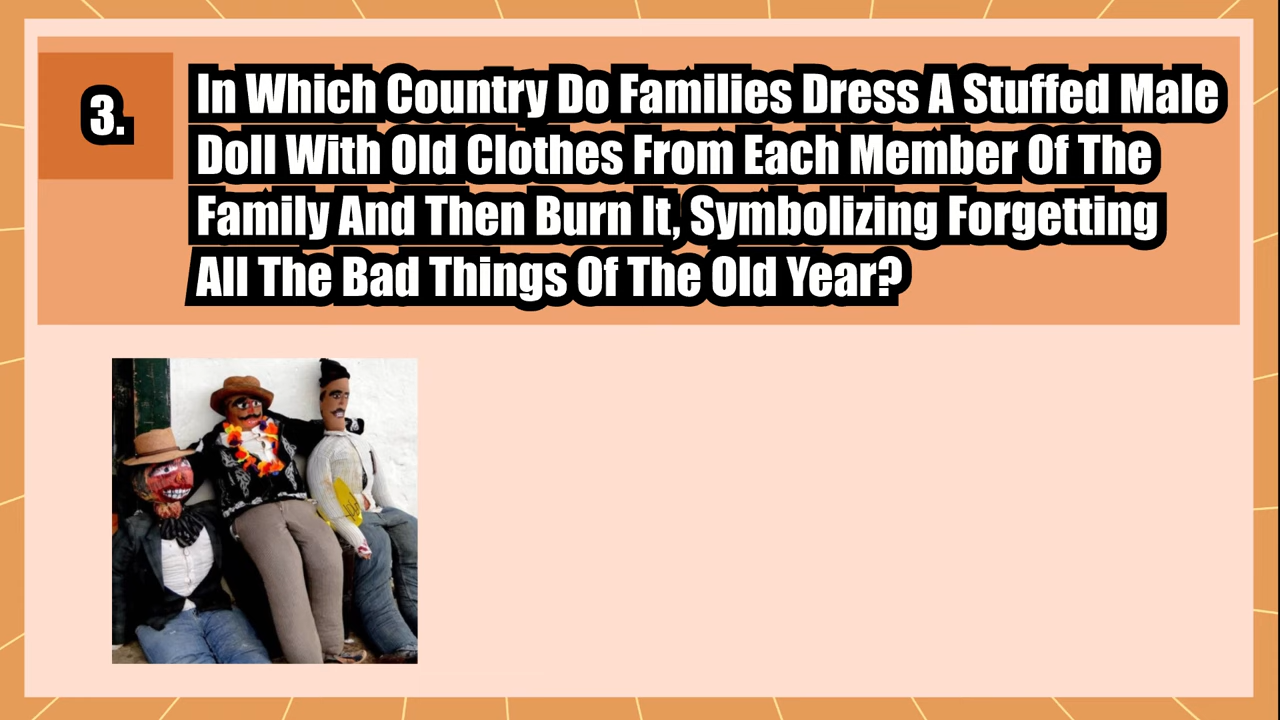 3.
In Which Country Do Families Dress A Stuffed Male
Doll With Old Clothes From Each Member Of The
Family And Then Burn It, Symbolizing Forgetting
All The Bad Things Of The Old Year?